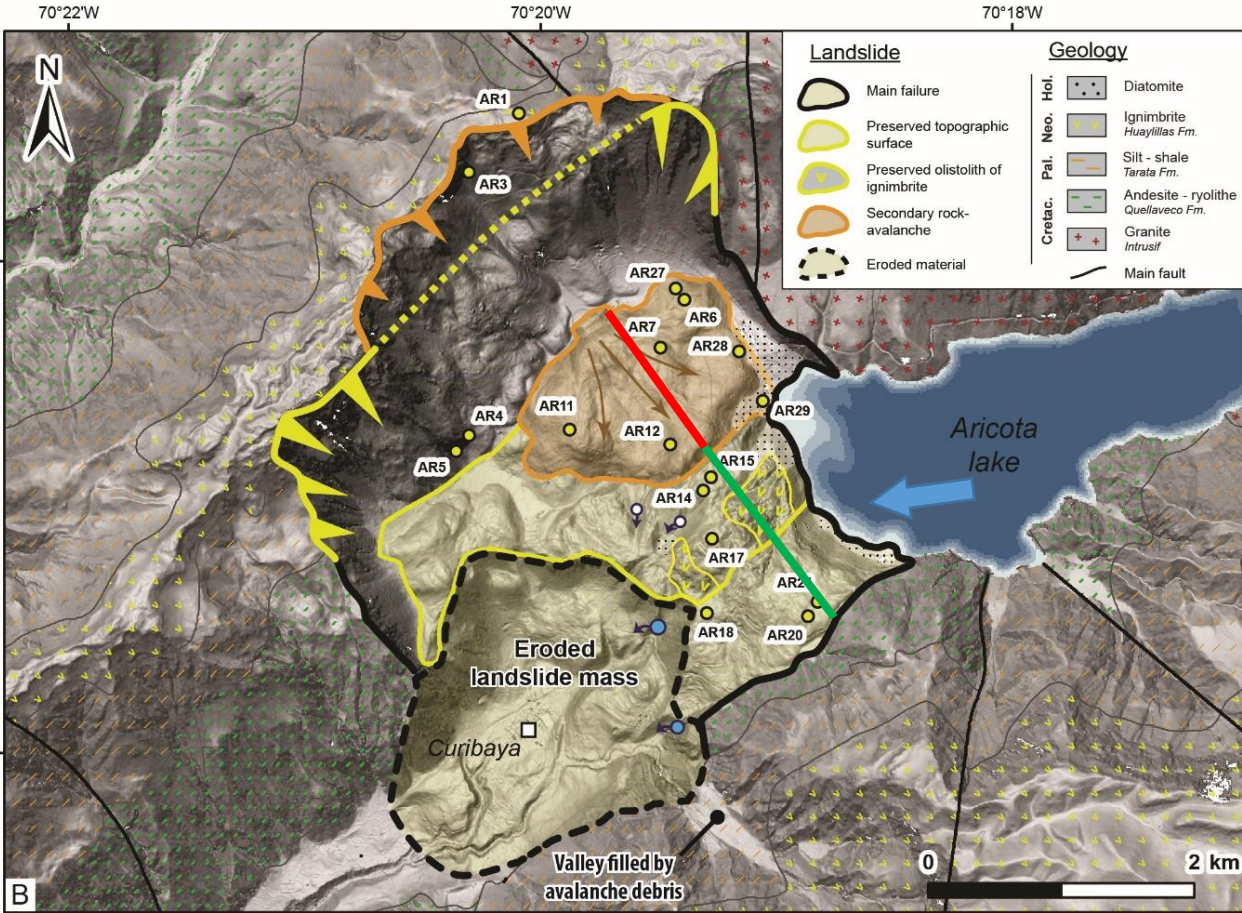 70°22'W
70°20'W
70°18'W
N
Landslide
Main failure
Preserved topographic
surface
Preserved olistolith of
ignimbrite
Secondary rock-
avalanche
Eroded material
Geology
Hol.
Diatomite
Neo.
Ignimbrite
Huaylillas Fm.
Pal.
Silt - shale
Tarata Fm.
Cretac.
Andesite - ryolithe
Quellaveco Fm.
Granite
Intrusif
Main fault
AR1
AR3
AR27
AR6
AR7
AR28
AR29
AR11
AR4
AR12
AR5
AR15
AR14
AR17
AR18
AR20
Aricota
lake
Eroded
landslide mass
Curibaya
Valley filled by
avalanche debris
0
2 km
B